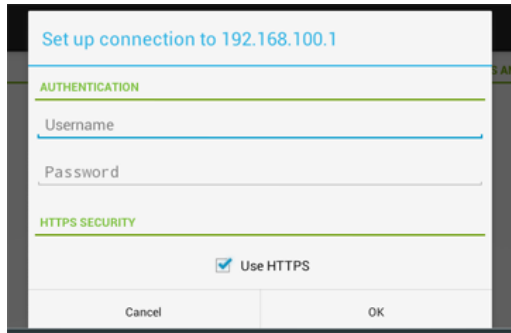 Set up connection to 192.168.100.1
AUTHENTICATION
Username
Password
HTTPS SECURITY
Use HTTPS
Cancel
OK